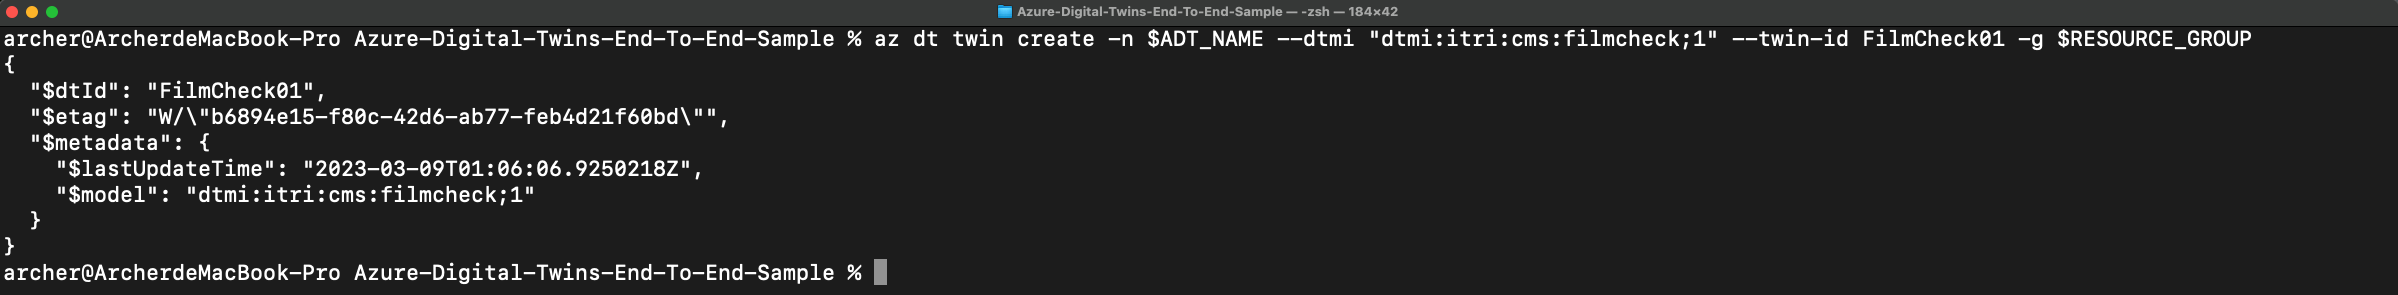 Azure-Digital-Twins-End-To-End-Sample — -zsh — 184×42
archer@ArcherdeMacBook-Pro Azure-Digital-Twins-End-To-End-Sample % az dt twin create -n $ADT_NAME --dtmi "dtmi:itri:cms:filmcheck;1" --twin-id FilmCheck01 -g $RESOURCE_GROUP
{
  "$dtId": "FilmCheck01",
  "$etag": "W/\"b6894e15-f80c-42d6-ab77-feb4d21f60bd\"",
  "$metadata": {
    "$lastUpdateTime": "2023-03-09T01:06:06.9250218Z",
    "$model": "dtmi:itri:cms:filmcheck;1"
  }
}
archer@ArcherdeMacBook-Pro Azure-Digital-Twins-End-To-End-Sample %